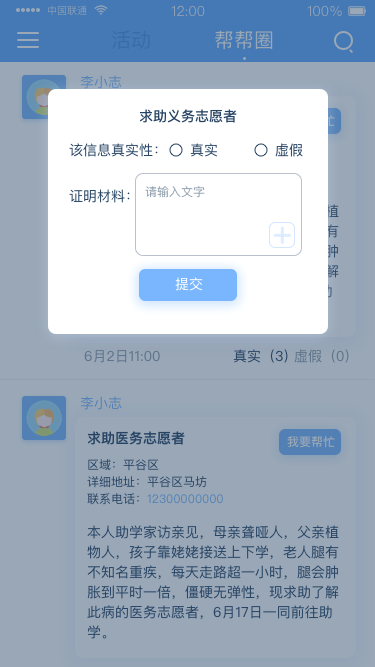 中国联通 12:00 100%
活动 帮帮圈
李小志
忙
求助义务志愿者
该信息真实性： 真实 虚假
证明材料：
请输入文字
植
有
肿
解
提交
6月2日11:00 真实（3）虚假（0）
李小志
求助医务志愿者
我要帮忙
区域：平谷区
详细地址：平谷区马坊
联系电话：12300000000
本人助学家访亲见，母亲聋哑人，父亲植
物人，孩子靠姥姥接送上下学，老人腿有
不知名重疾，每天走路超一小时，腿会肿
胀到平时一倍，僵硬无弹性，现求助了解
此病的医务志愿者，6月17日一同前往助
学。